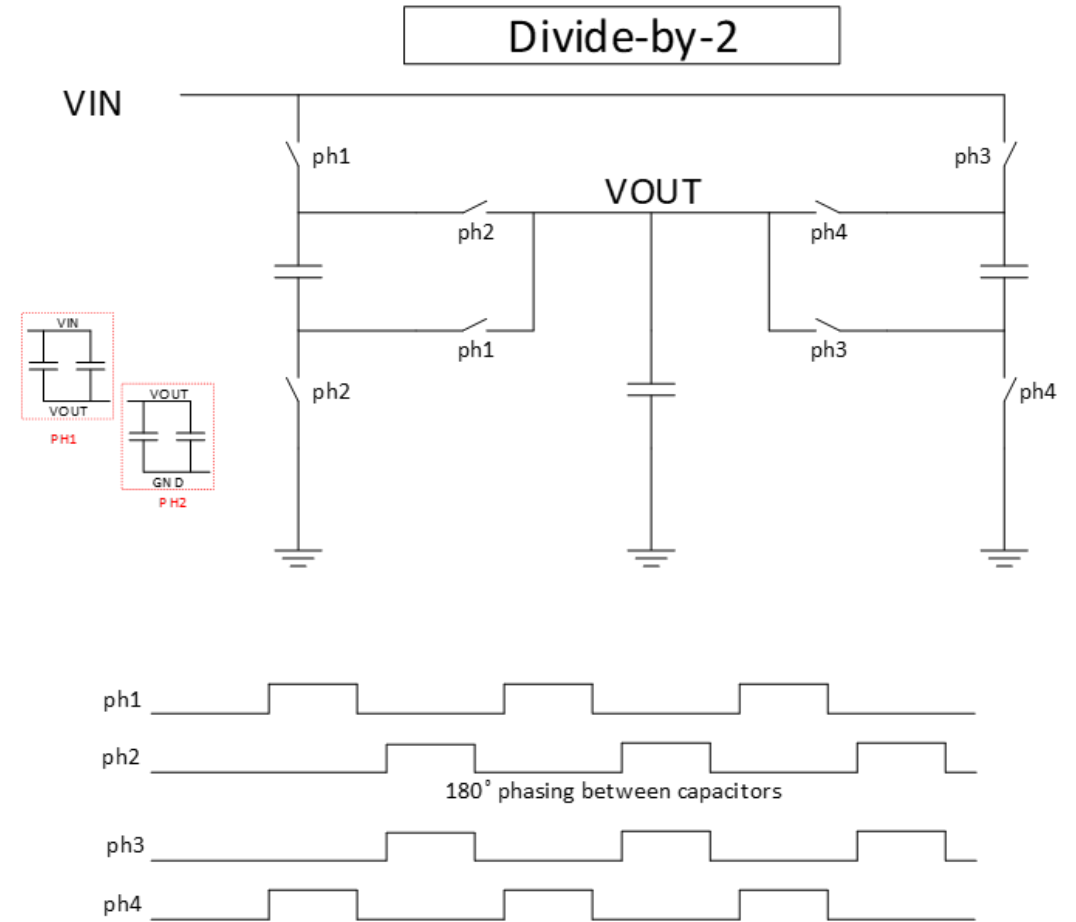 Divide-by-2
VIN
ph1
ph3
VOUT
ph2
ph4
ph1
ph3
ph2
ph4
VIN
VOUT
PH1
VOUT
GND
PH2
ph1
ph2
180° phasing between capacitors
ph3
ph4